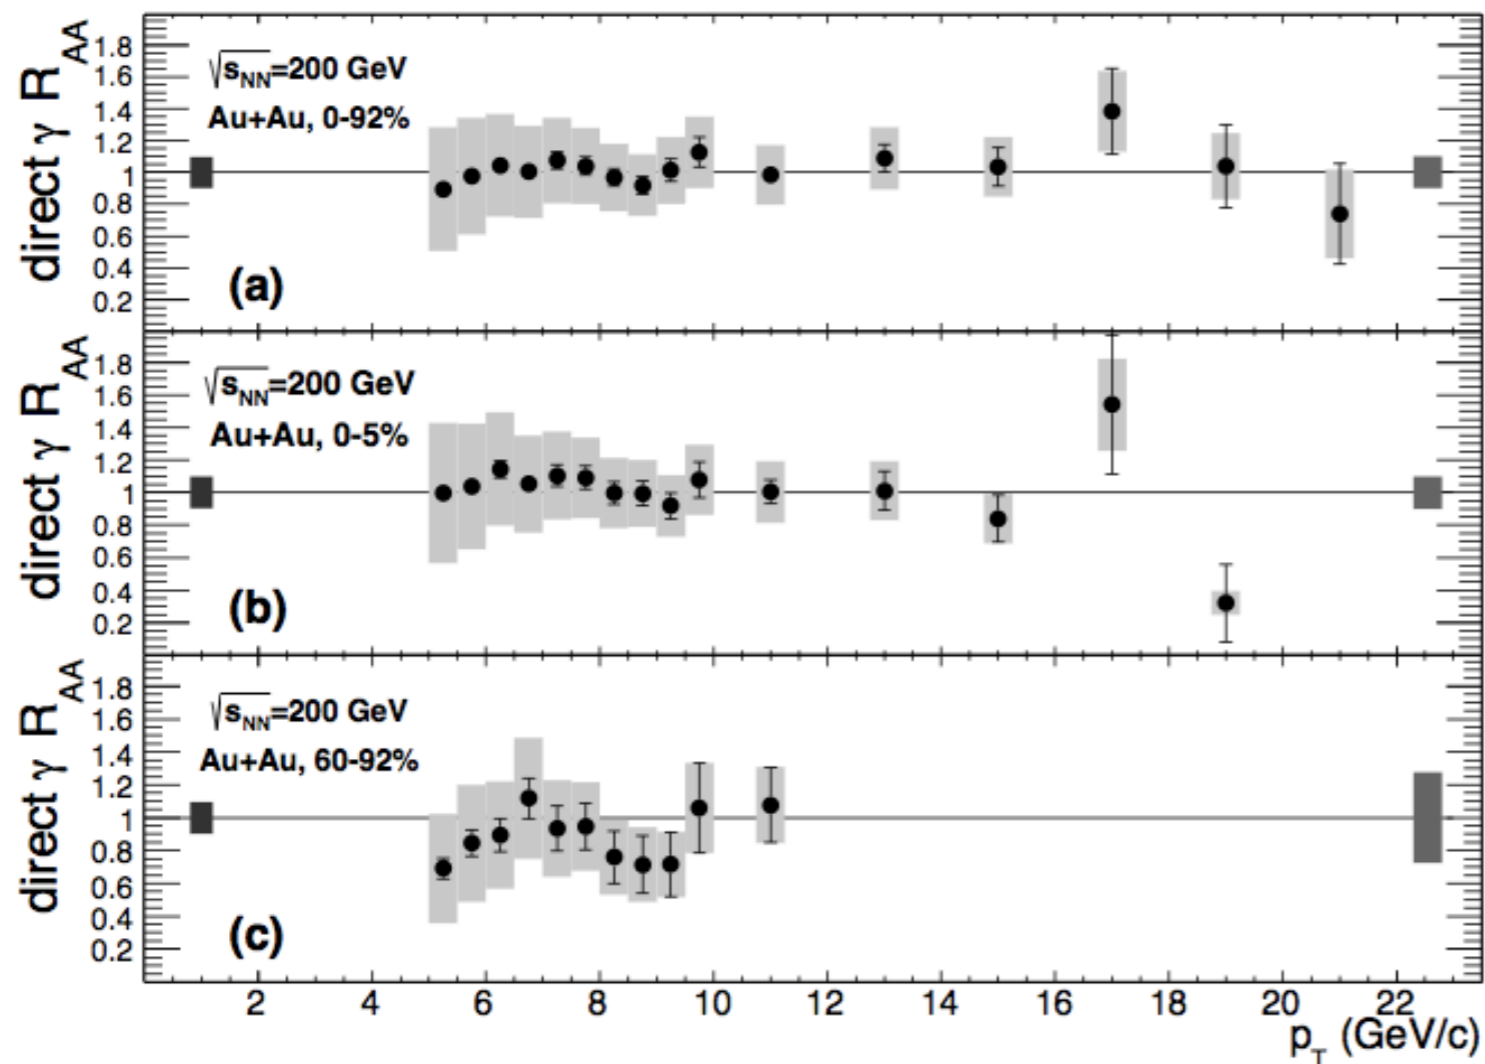 direct γ R_AA
1.8
1.6
1.4
1.2
1
0.8
0.6
0.4
0.2
√s_NN=200 GeV
Au+Au, 0-92%
(a)
direct γ R_AA
1.8
1.6
1.4
1.2
1
0.8
0.6
0.4
0.2
√s_NN=200 GeV
Au+Au, 0-5%
(b)
direct γ R_AA
1.8
1.6
1.4
1.2
1
0.8
0.6
0.4
0.2
√s_NN=200 GeV
Au+Au, 60-92%
(c)
2 4 6 8 10 12 14 16 18 20 22
p_T (GeV/c)